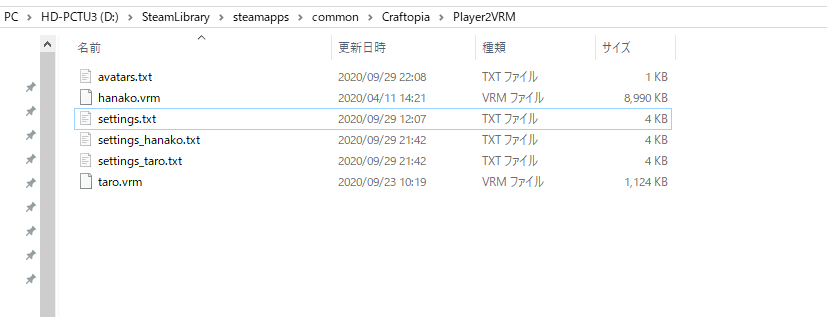 PC > HD-PCTU3 (D:) > SteamLibrary > steamapps > common > Craftopia > Player2VRM
名前 更新日時 種類 サイズ
avatars.txt 2020/09/29 22:08 TXT ファイル 1 KB
hanako.vrm 2020/04/11 14:21 VRM ファイル 8,990 KB
settings.txt 2020/09/29 12:07 TXT ファイル 4 KB
settings_hanako.txt 2020/09/29 21:42 TXT ファイル 4 KB
settings_taro.txt 2020/09/29 21:42 TXT ファイル 4 KB
taro.vrm 2020/09/23 10:19 VRM ファイル 1,124 KB